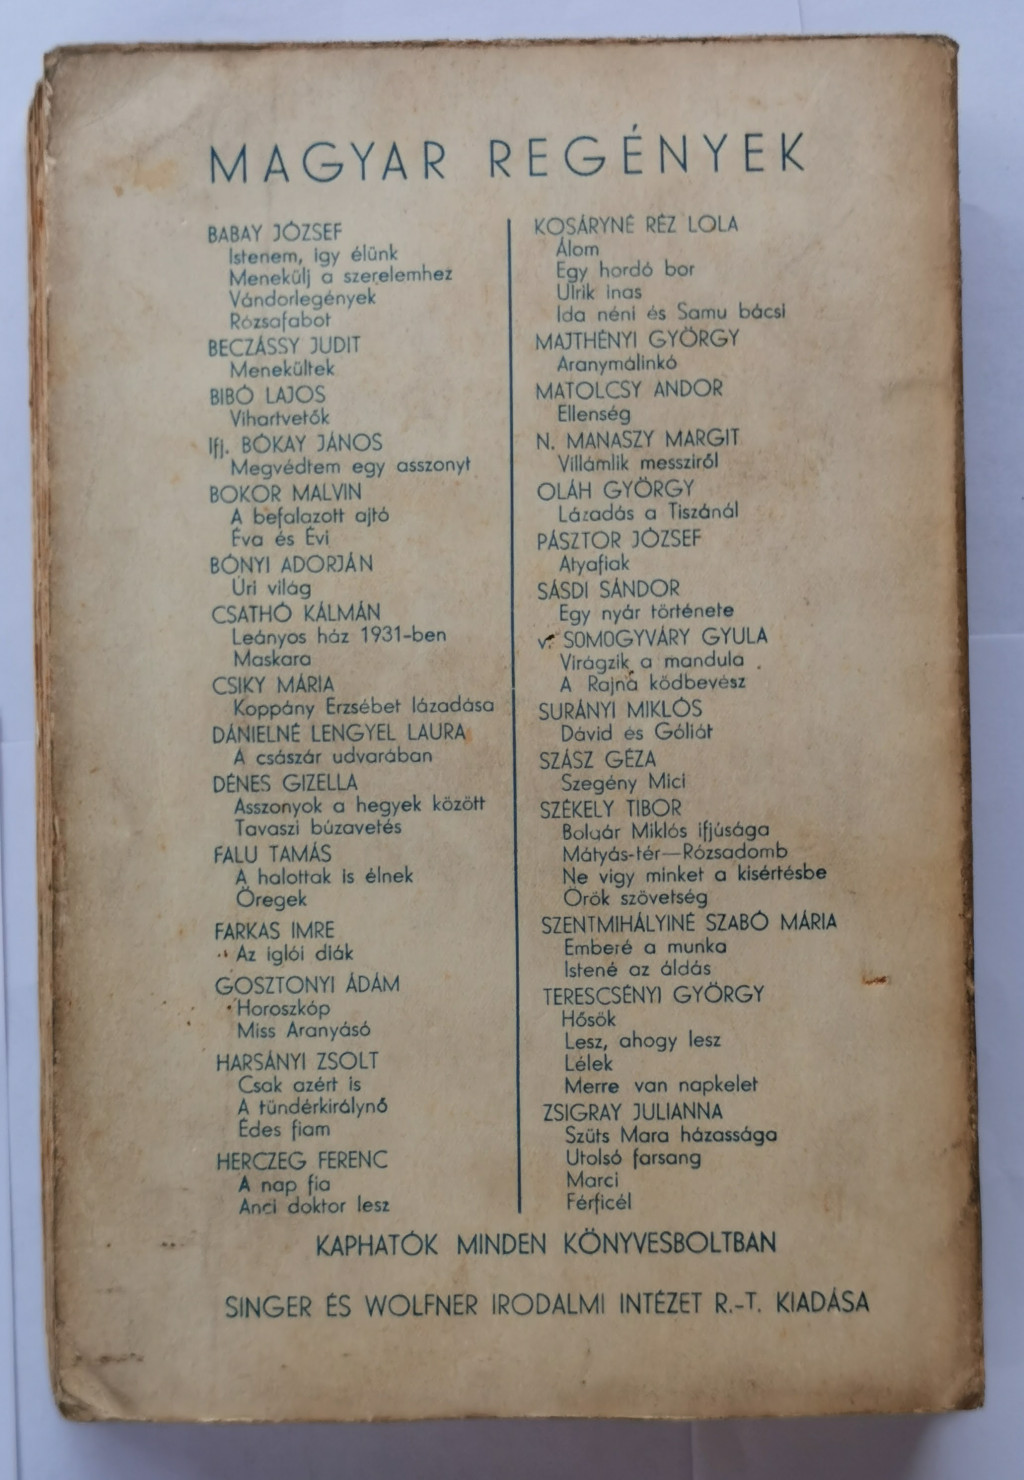 MAGYAR REGÉNYEK
BABAY JÓZSEF
Istenem, így élünk
Menekülj a szerelemhez
Vándorlegények
Rózsafabot
BECZÁSSY JUDIT
Menekültek
BIBÓ LAJOS
Vihartvetők
Ifj. BÓKAY JÁNOS
Megvédtem egy asszonyt
BOKOR MALVIN
A befalazott ajtó
Éva és Évi
BÓNYI ADORJÁN
Úri világ
CSATHÓ KÁLMÁN
Leányos ház 1931-ben
Maskara
CSIKY MÁRIA
Koppány Erzsébet lázadása
DÁNIELNÉ LENGYEL LAURA
A császár udvarában
DÉNES GIZELLA
Asszonyok a hegyek között
Tavaszi búzavetés
FALU TAMÁS
A halottak is élnek
Öregek
FARKAS IMRE
Az iglói diák
GOSZTONYI ÁDÁM
Horoszkóp
Miss Aranyásó
HARSÁNYI ZSOLT
Csak azért is
A tündérkirálynő
Édes fiam
HERCZEG FERENC
A nap fia
Anci doktor lesz
KOSÁRYNÉ RÉZ LOLA
Álom
Egy hordó bor
Ulrik inas
Ida néni és Samu bácsi
MAJTHÉNYI GYÖRGY
Aranymálinkó
MATOLCSY ANDOR
Ellenség
N. MANASZY MARGIT
Villámlik messziről
OLÁH GYÖRGY
Lázadás a Tiszánál
PÁSZTOR JÓZSEF
Atyafiak
SÁSDI SÁNDOR
Egy nyár története
v. SOMOGYVÁRY GYULA
Virágzik a mandula
A Rajna ködbevész
SURÁNYI MIKLÓS
Dávid és Góliát
SZÁSZ GÉZA
Szegény Mici
SZÉKELY TIBOR
Bolgár Miklós ifjúsága
Mátyás-tér—Rózsadomb
Ne vigy minket a kisértésbe
Örök szövetség
SZENTMIHÁLYINÉ SZABÓ MÁRIA
Emberé a munka
Istené az áldás
TERESCSÉNYI GYÖRGY
Hősök
Lesz, ahogy lesz
Lélek
Merre van napkelet
ZSIGRAY JULIANNA
Szüts Mara házassága
Utolsó farsang
Marci
Férficél
KAPHATÓK MINDEN KÖNYVESBOLTBAN
SINGER ÉS WOLFNER IRODALMI INTÉZET R.-T. KIADÁSA